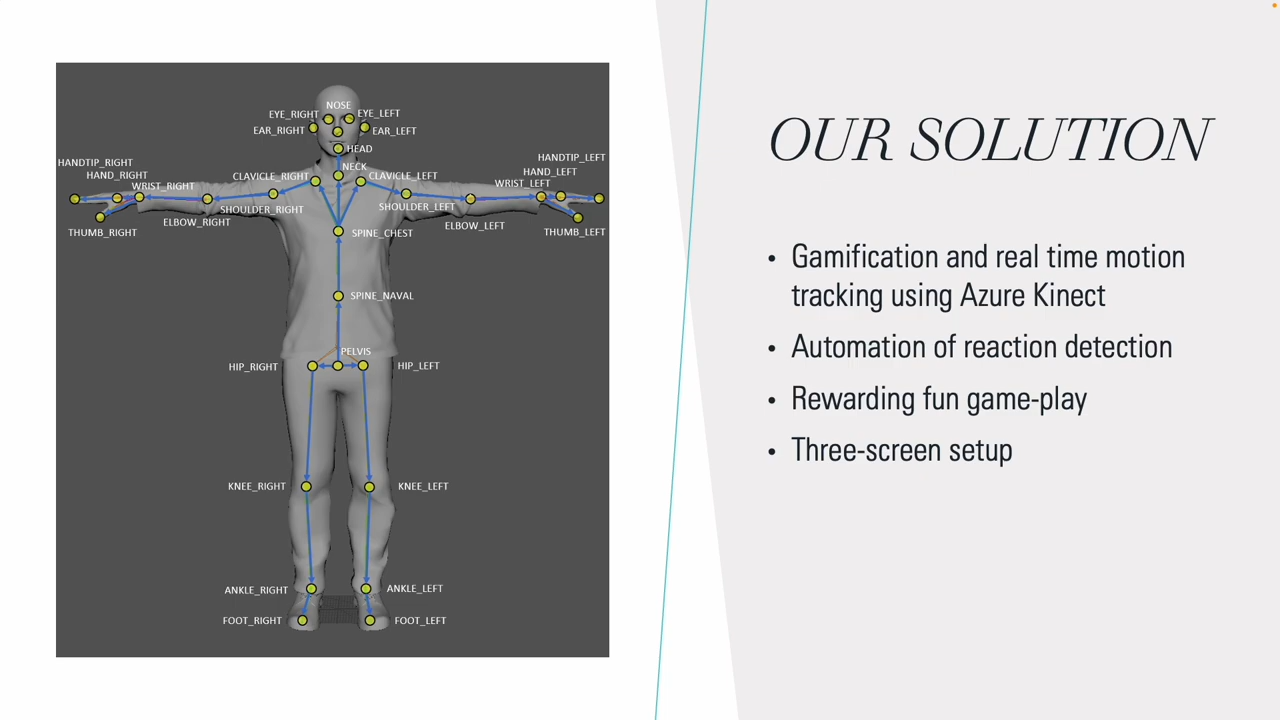 NOSE
EYE_RIGHT
EYE_LEFT
EAR_RIGHT
EAR_LEFT
HEAD
HANDTIP_RIGHT
HANDTIP_LEFT
NECK
HAND_RIGHT
CLAVICLE_RIGHT
CLAVICLE_LEFT
HAND_LEFT
WRIST_RIGHT
WRIST_LEFT
SHOULDER_RIGHT
SHOULDER_LEFT
ELBOW_RIGHT
ELBOW_LEFT
THUMB_RIGHT
SPINE_CHEST
THUMB_LEFT
SPINE_NAVAL
PELVIS
HIP_RIGHT
HIP_LEFT
KNEE_RIGHT
KNEE_LEFT
ANKLE_RIGHT
ANKLE_LEFT
FOOT_RIGHT
FOOT_LEFT
OUR SOLUTION
• Gamification and real time motion
tracking using Azure Kinect
• Automation of reaction detection
• Rewarding fun game-play
• Three-screen setup